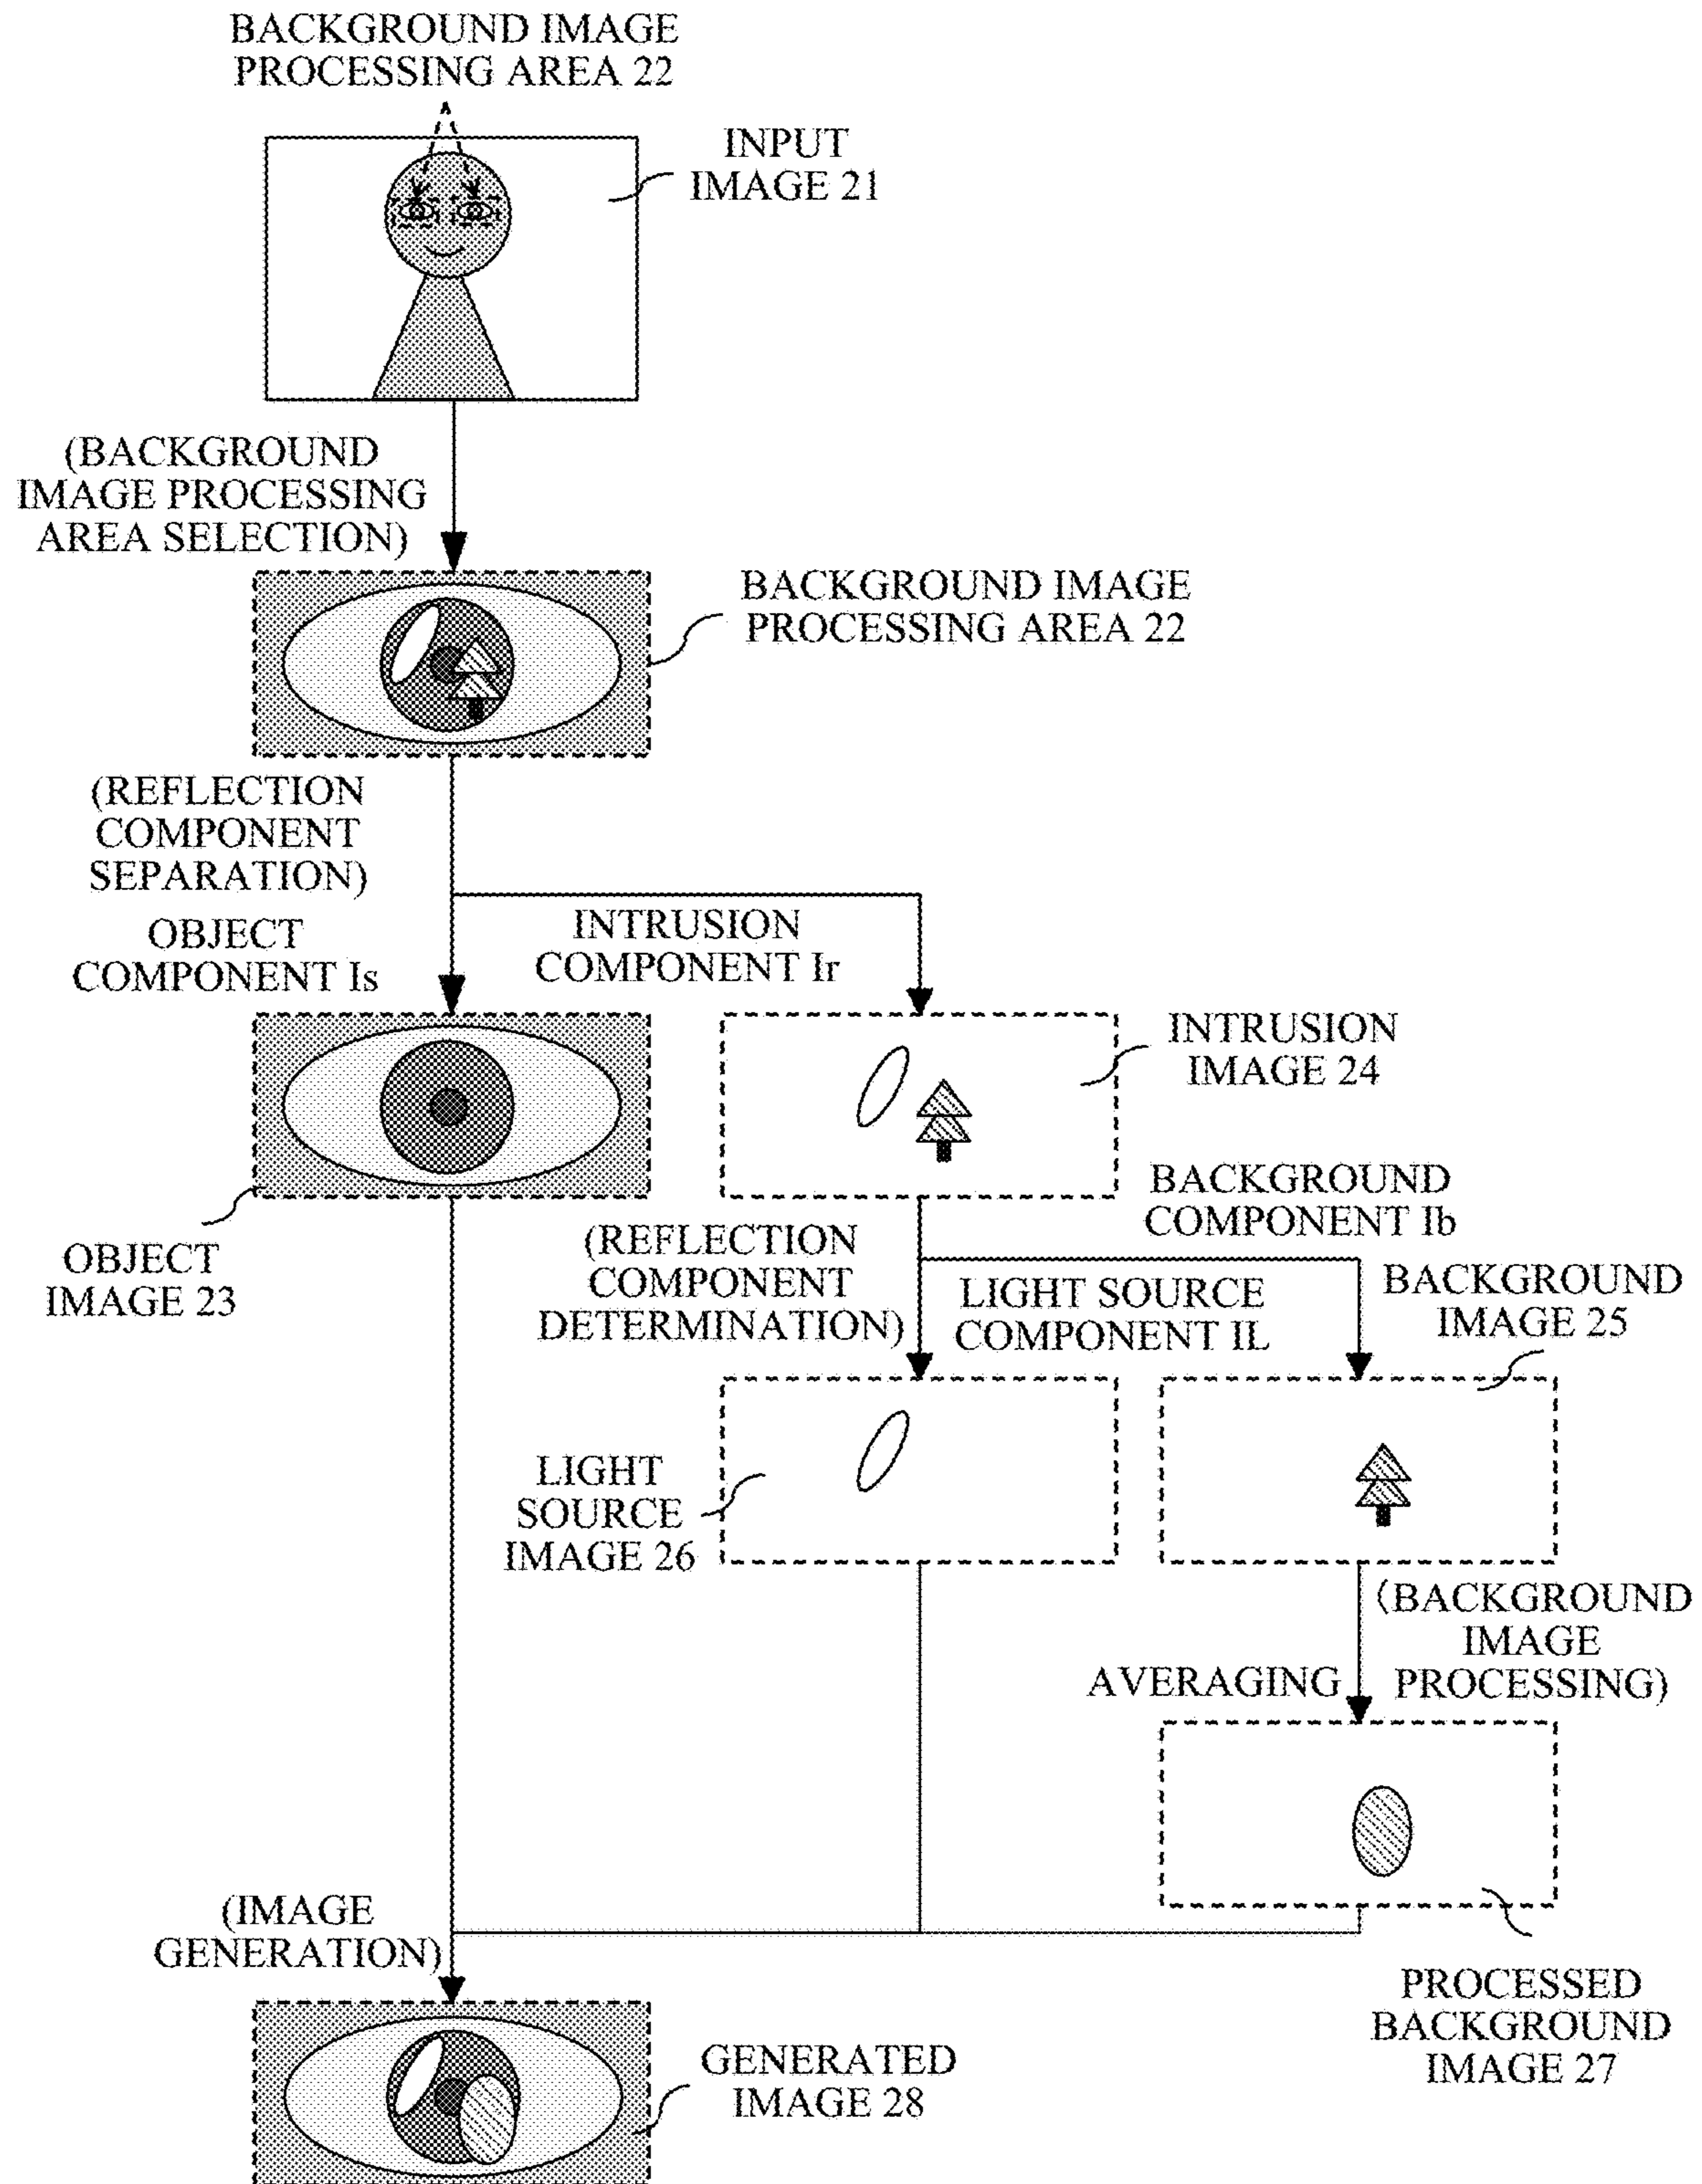 BACKGROUND IMAGE
PROCESSING AREA 22
INPUT
IMAGE 21
(BACKGROUND
IMAGE PROCESSING
AREA SELECTION)
BACKGROUND IMAGE
PROCESSING AREA 22
(REFLECTION
COMPONENT
SEPARATION)
OBJECT
COMPONENT Is
INTRUSION
COMPONENT Ir
INTRUSION
IMAGE 24
OBJECT
IMAGE 23
(REFLECTION
COMPONENT
DETERMINATION)
BACKGROUND
COMPONENT Ib
LIGHT SOURCE
COMPONENT IL
BACKGROUND
IMAGE 25
LIGHT
SOURCE
IMAGE 26
(BACKGROUND
IMAGE
PROCESSING)
AVERAGING
(IMAGE
GENERATION)
PROCESSED
BACKGROUND
IMAGE 27
GENERATED
IMAGE 28